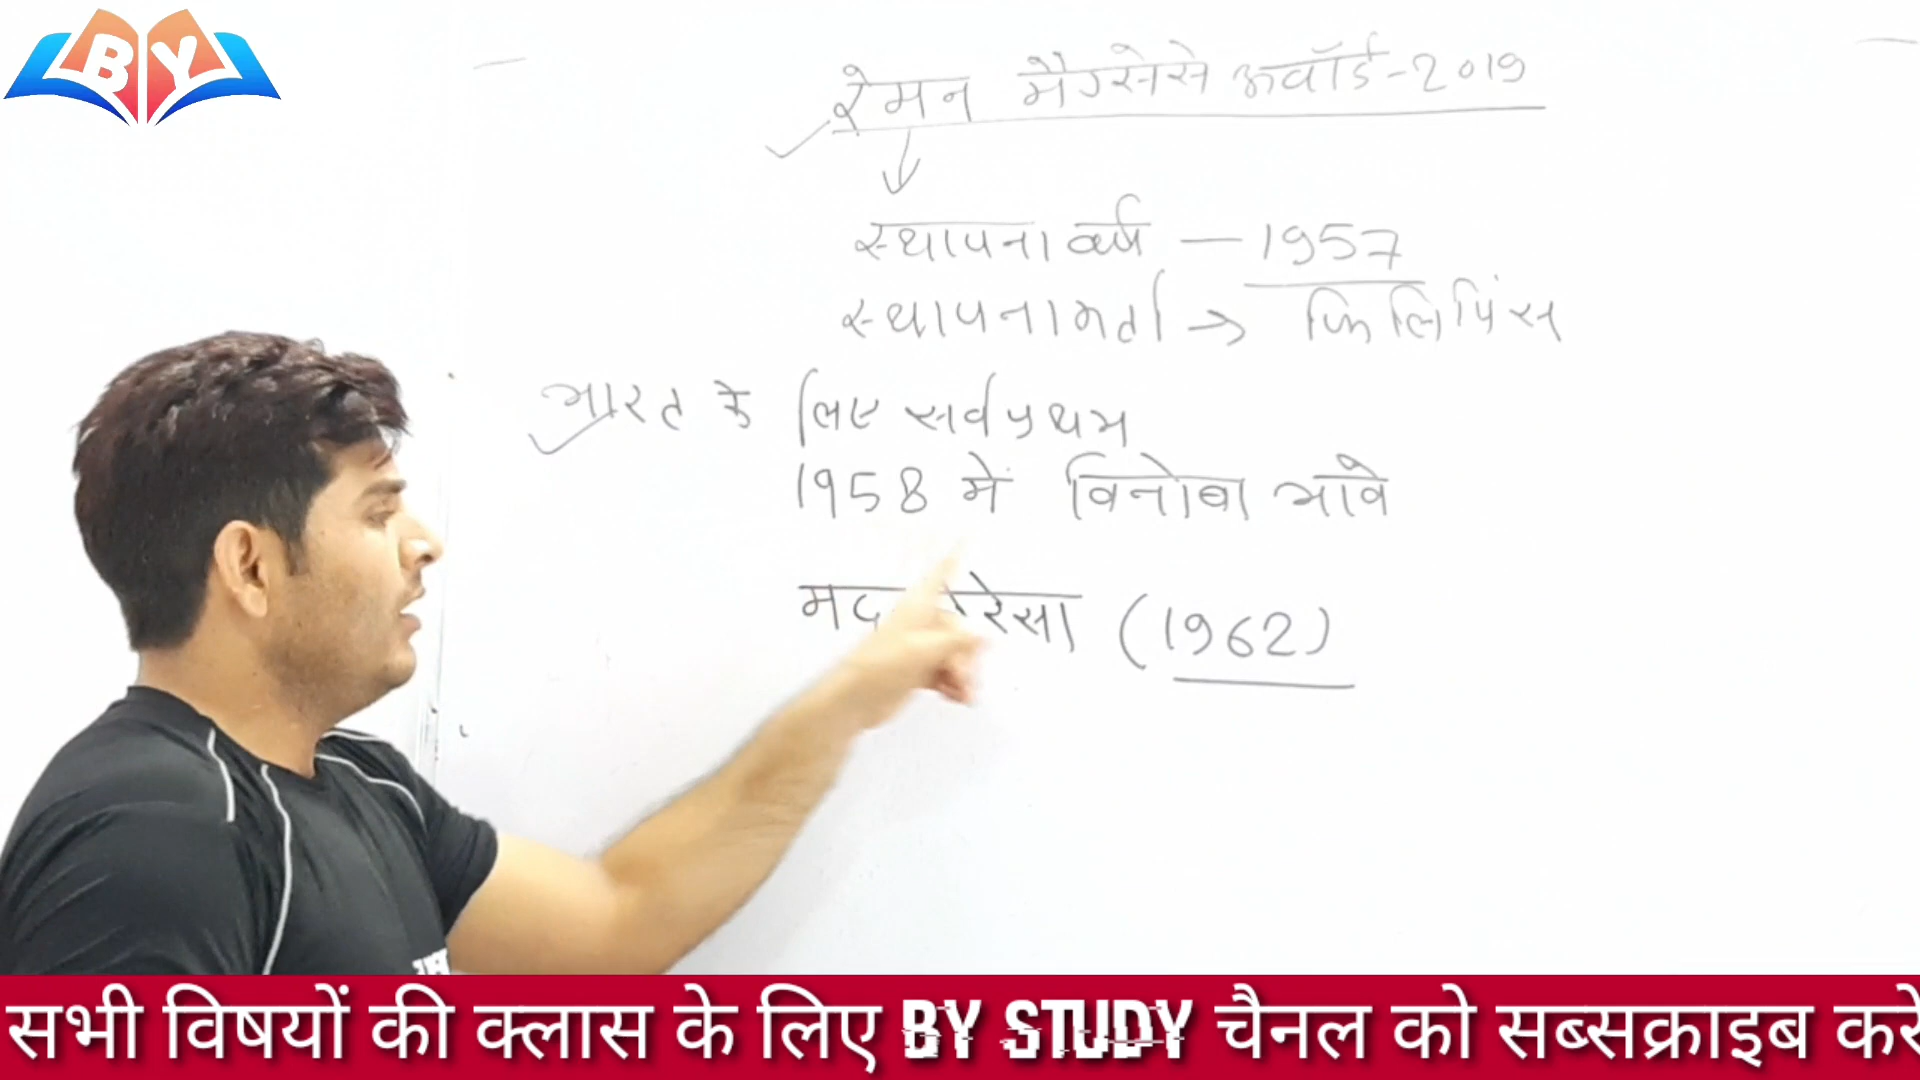 BY
रेमन मैग्सेसे अवॉर्ड-2019
स्थापना वर्ष — 1957
स्थापनाकर्ता → फिलिपिंस
भारत के लिए सर्वप्रथम
1958 में विनोबा भावे
मदर टेरेसा (1962)
सभी विषयों की क्लास के लिए BY STUDY चैनल को सब्सक्राइब करे